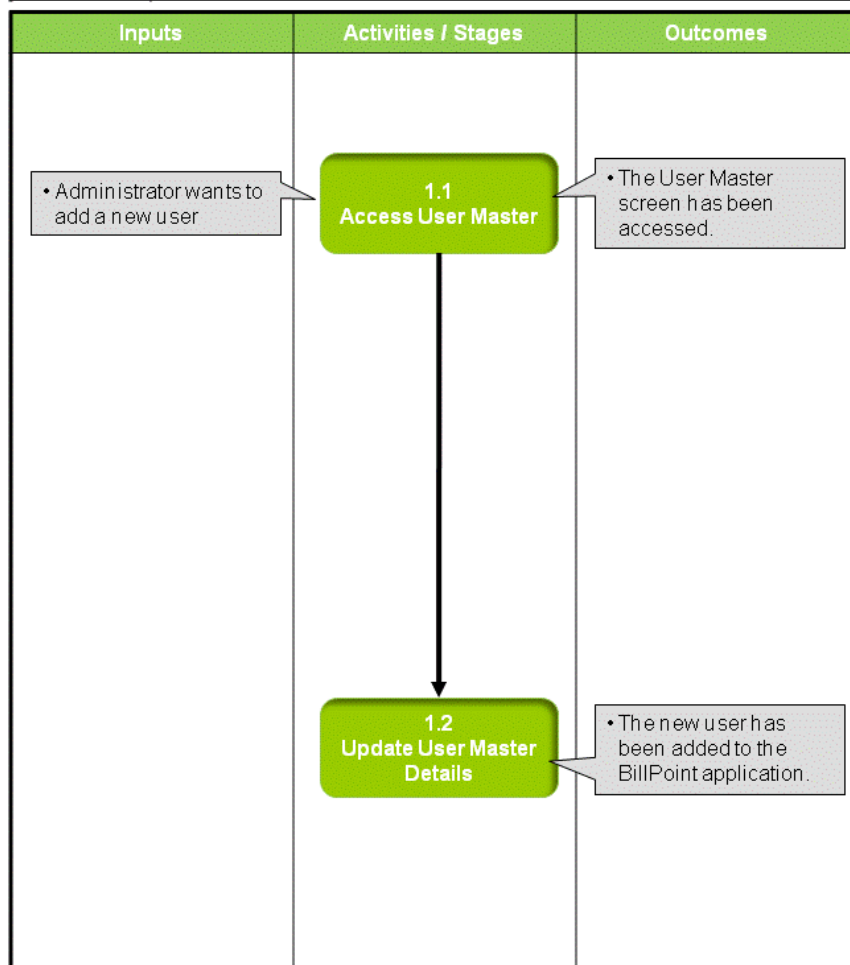 Inputs
Activities / Stages
Outcomes
• Administrator wants to
add a new user
1.1
Access User Master
• The User Master
screen has been
accessed.
1.2
Update User Master
Details
• The new user has
been added to the
BillPoint application.